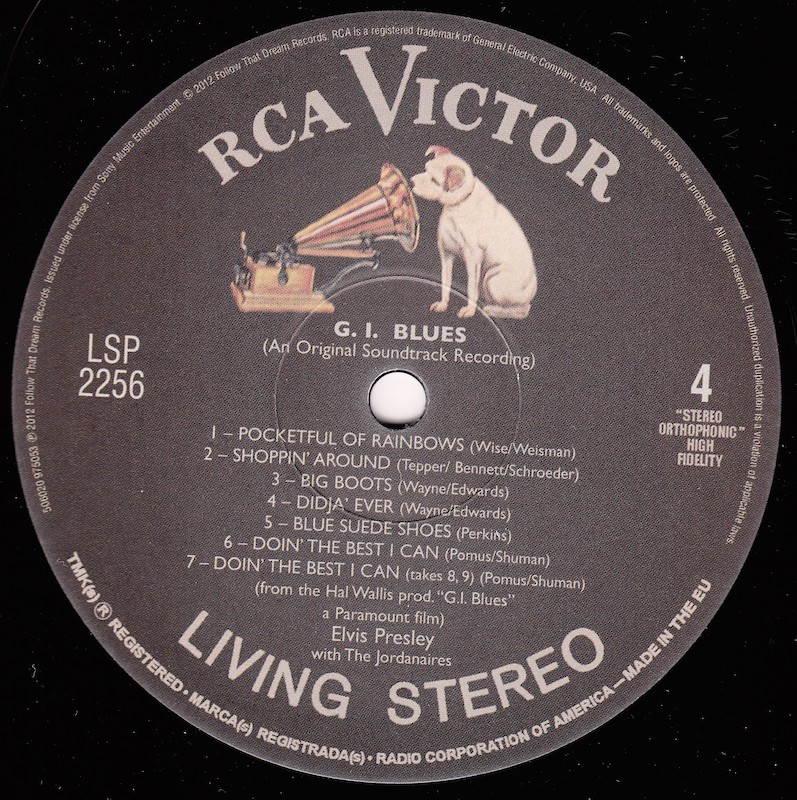 506020 975053 ℗ 2012 Follow That Dream Records. Issued under license from Sony Music Entertainment. © 2012 Follow That Dream Records. RCA is a registered trademark of General Electric Company, USA. All trademarks and logos are protected. All rights reserved. Unauthorized duplication is a violation of applicable laws.
RCA VICTOR
G. I. BLUES
(An Original Soundtrack Recording)
LSP
2256
4
"STEREO
ORTHOPHONIC"
HIGH
FIDELITY
1 – POCKETFUL OF RAINBOWS (Wise/Weisman)
2 – SHOPPIN' AROUND (Tepper/ Bennett/Schroeder)
3 – BIG BOOTS (Wayne/Edwards)
4 – DIDJA' EVER (Wayne/Edwards)
5 – BLUE SUEDE SHOES (Perkins)
6 – DOIN' THE BEST I CAN (Pomus/Shuman)
7 – DOIN' THE BEST I CAN (takes 8, 9) (Pomus/Shuman)
(from the Hal Wallis prod. "G.I. Blues"
a Paramount film)
Elvis Presley
with The Jordanaires
LIVING STEREO
TMK(s) ® REGISTERED • MARCA(s) REGISTRADA(s) • RADIO CORPORATION OF AMERICA—MADE IN THE EU